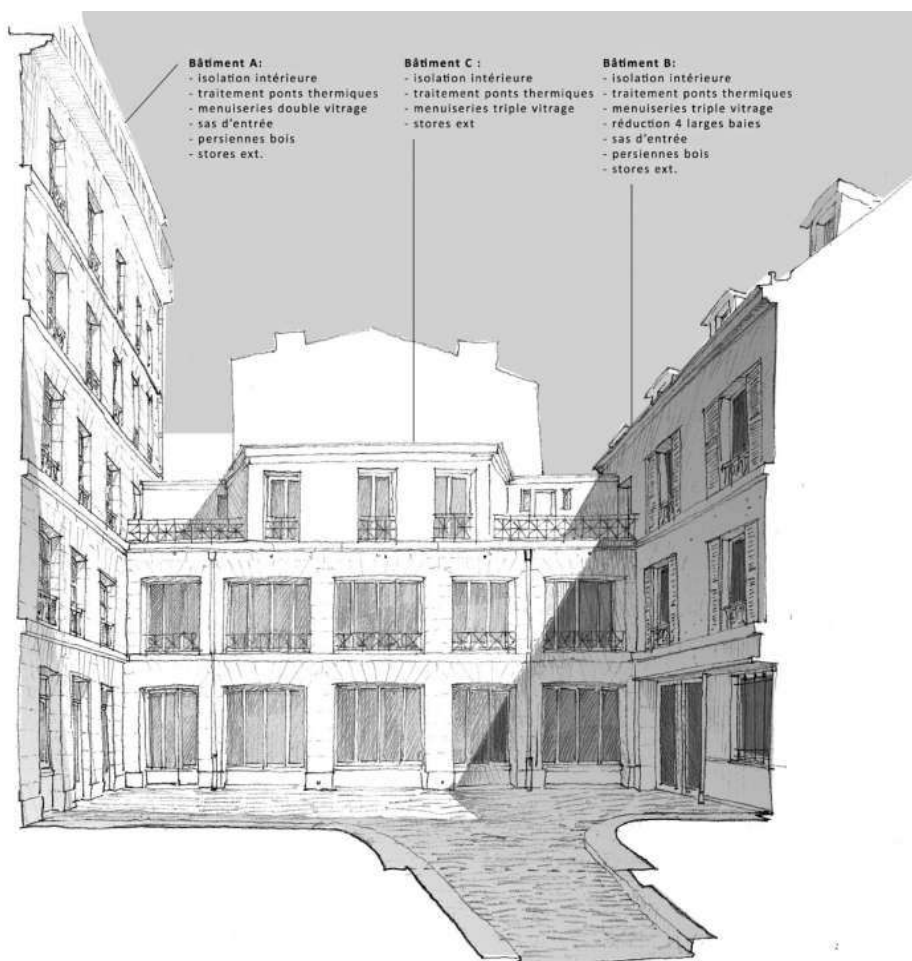 Bâtiment A:
- isolation intérieure
- traitement ponts thermiques
- menuiseries double vitrage
- sas d'entrée
- persiennes bois
- stores ext.
Bâtiment C :
- isolation intérieure
- traitement ponts thermiques
- menuiseries triple vitrage
- stores ext
Bâtiment B:
- isolation intérieure
- traitement ponts thermiques
- menuiseries triple vitrage
- réduction 4 larges baies
- sas d'entrée
- persiennes bois
- stores ext.
2